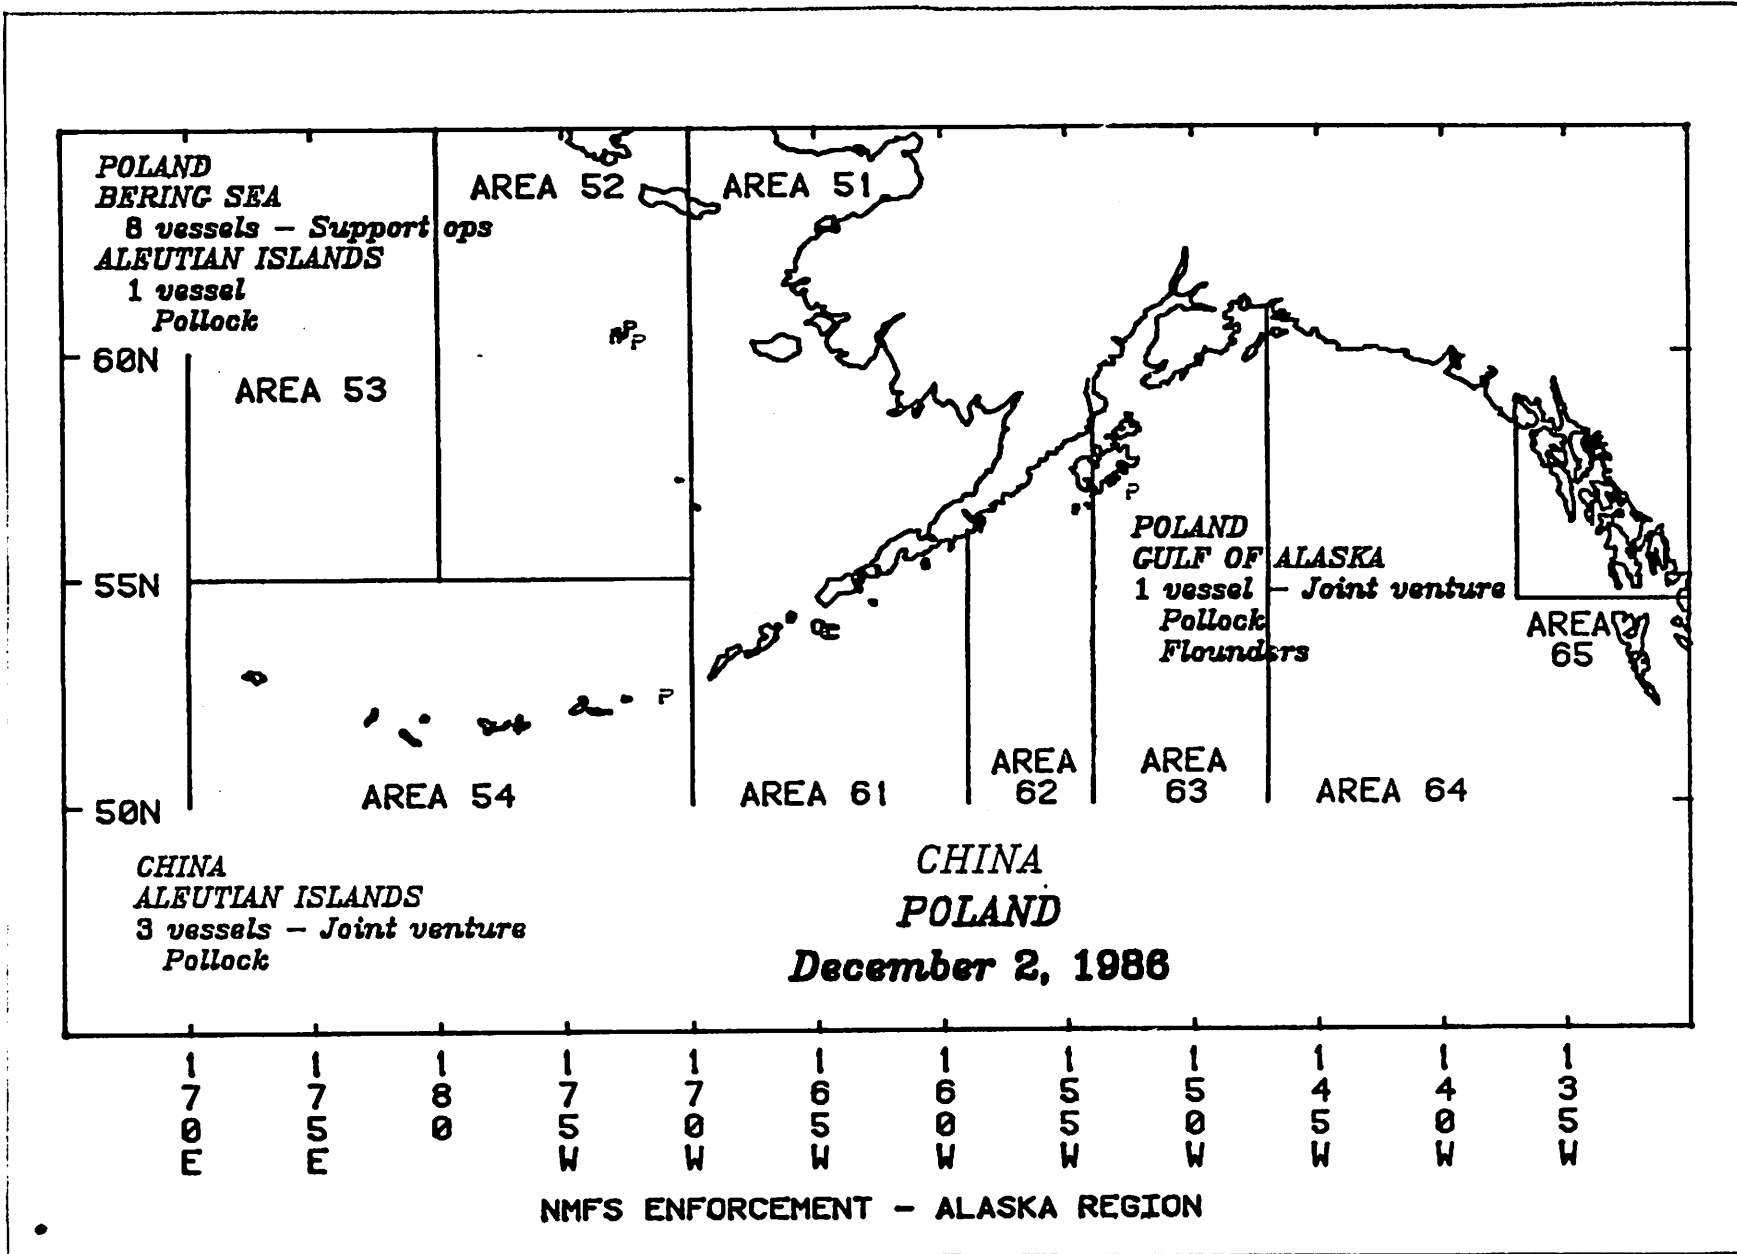 POLAND
BERING SEA
8 vessels - Support ops
ALEUTIAN ISLANDS
1 vessel
Pollock
AREA 52
AREA 51
P
P
60N
AREA 53
P
POLAND
GULF OF ALASKA
1 vessel - Joint venture
Pollock
Flounders
55N
AREA
65
P
AREA 54
AREA 61
AREA
62
AREA
63
AREA 64
50N
CHINA
ALEUTIAN ISLANDS
3 vessels - Joint venture
Pollock
CHINA
POLAND
December 2, 1986
170E
175E
180
175W
170W
165W
160W
155W
150W
145W
140W
135W
NMFS ENFORCEMENT - ALASKA REGION